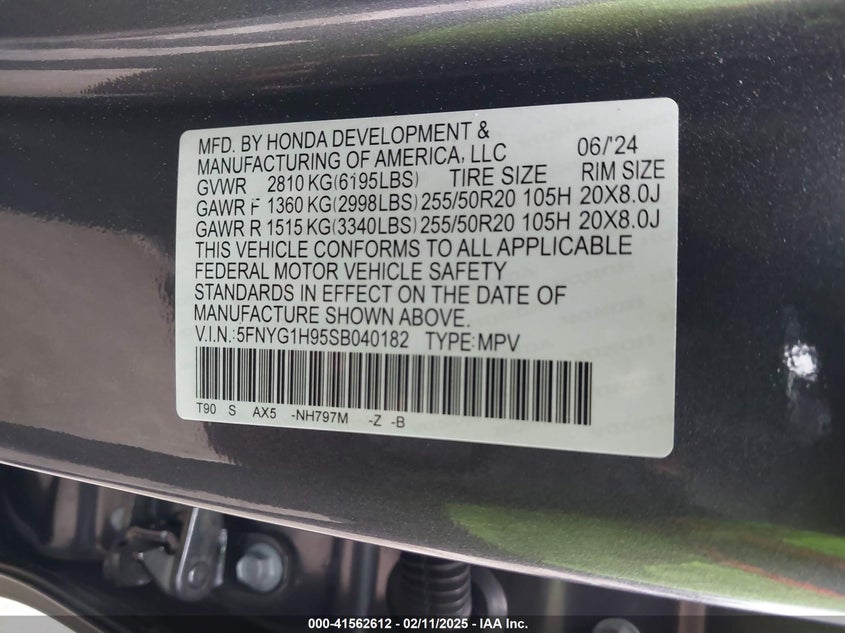 MFD. BY HONDA DEVELOPMENT &
MANUFACTURING OF AMERICA, LLC 06/'24
GVWR 2810 KG(6195LBS) TIRE SIZE RIM SIZE
GAWR F 1360 KG(2998LBS) 255/50R20 105H 20X8.0J
GAWR R 1515 KG(3340LBS) 255/50R20 105H 20X8.0J
THIS VEHICLE CONFORMS TO ALL APPLICABLE
FEDERAL MOTOR VEHICLE SAFETY
STANDARDS IN EFFECT ON THE DATE OF
MANUFACTURE SHOWN ABOVE.
V.I.N.:5FNYG1H95SB040182 TYPE:MPV
T90 S AX5 -NH797M -Z -B
000-41562612 - 02/11/2025 - IAA Inc.